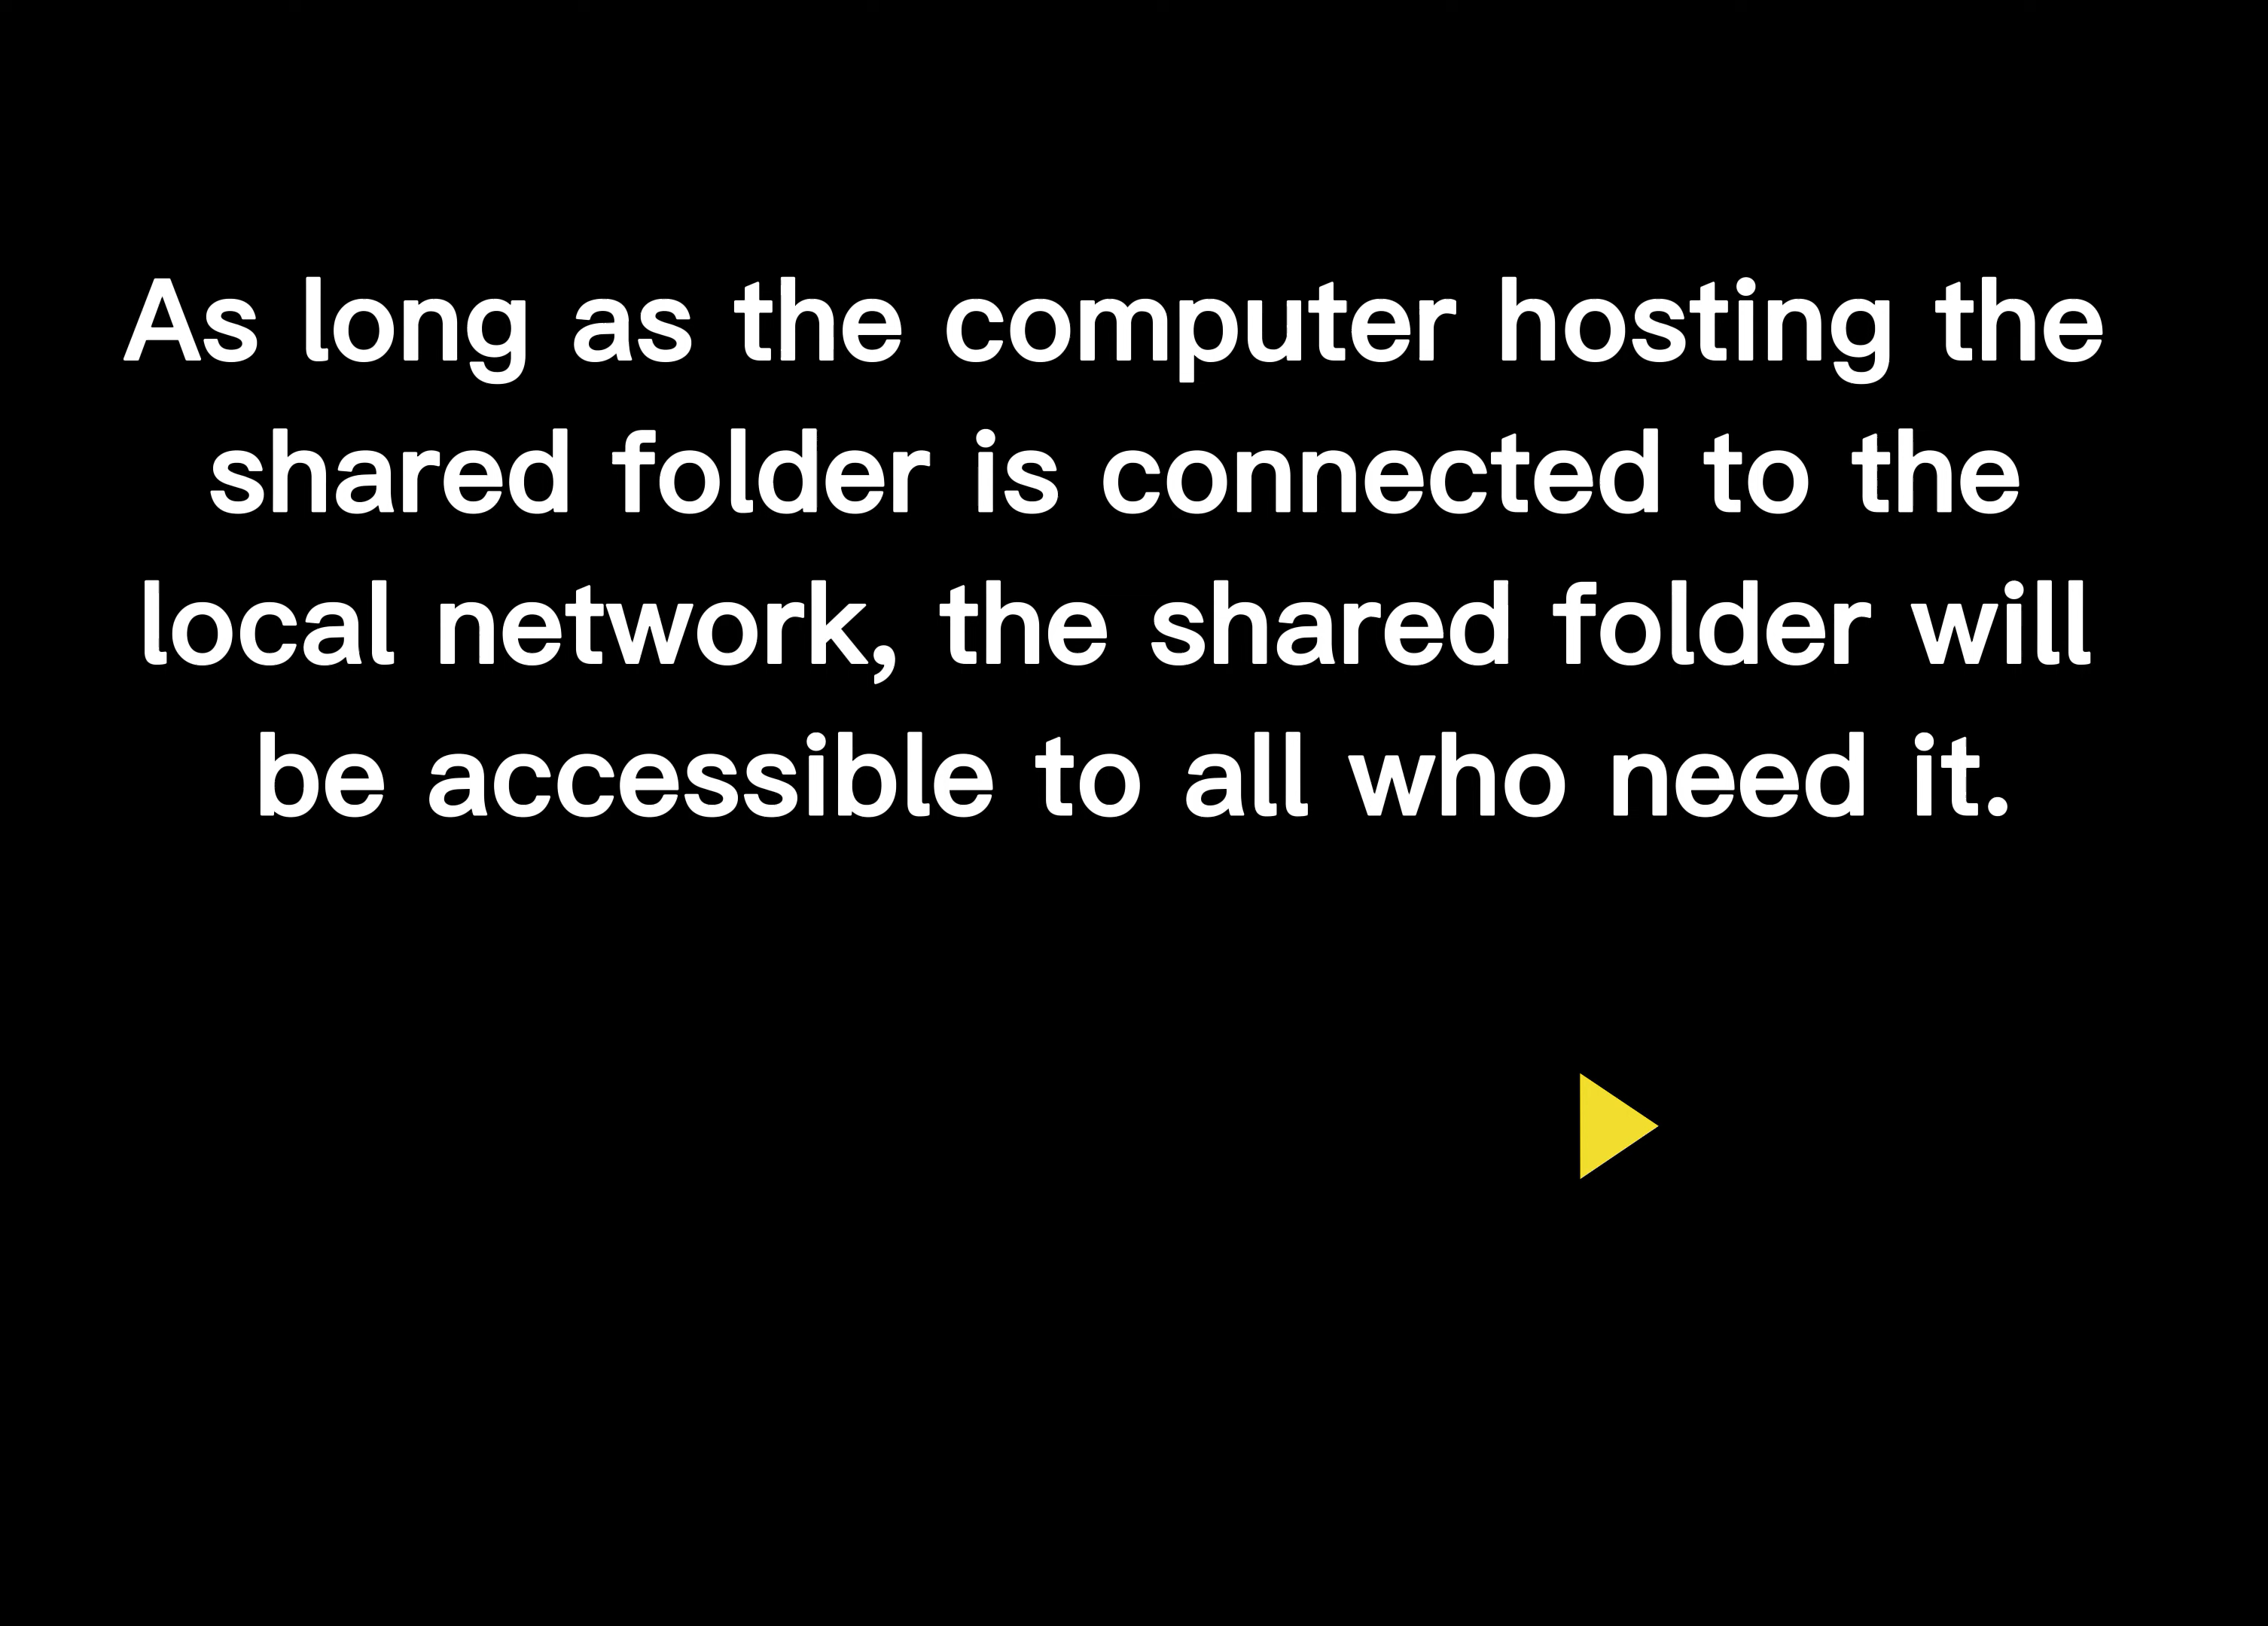 As long as the computer hosting the
shared folder is connected to the
local network, the shared folder will
be accessible to all who need it.